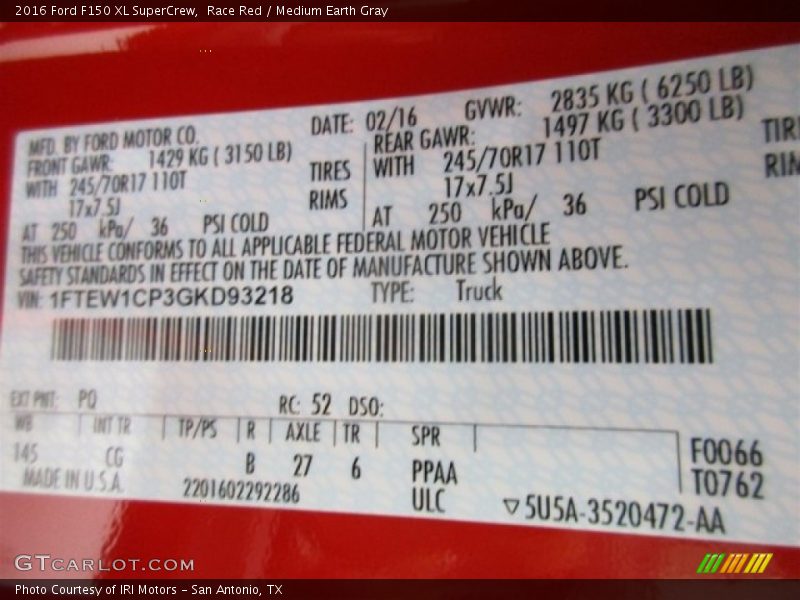 2016 Ford F150 XL SuperCrew,  Race Red / Medium Earth Gray
MFD. BY FORD MOTOR CO.
DATE: 02/16 GVWR: 2835 KG ( 6250 LB)
FRONT GAWR: 1429 KG ( 3150 LB)
REAR GAWR: 1497 KG ( 3300 LB)
WITH 245/70R17 110T TIRES
WITH 245/70R17 110T
17x7.5J RIMS
17x7.5J
AT 250 kPa/ 36 PSI COLD
AT 250 kPa/ 36 PSI COLD
THIS VEHICLE CONFORMS TO ALL APPLICABLE FEDERAL MOTOR VEHICLE
SAFETY STANDARDS IN EFFECT ON THE DATE OF MANUFACTURE SHOWN ABOVE.
VIN: 1FTEW1CP3GKD93218 TYPE: Truck
EXT PNT: PQ RC: 52 DSO:
WB INT TR TP/PS R AXLE TR SPR
145 CG B 27 6 PPAA
F0066
T0762
MADE IN U.S.A. 2201602292286 ULC ▽5U5A-3520472-AA
GTcarlot.com
Photo Courtesy of IRI Motors – San Antonio, TX